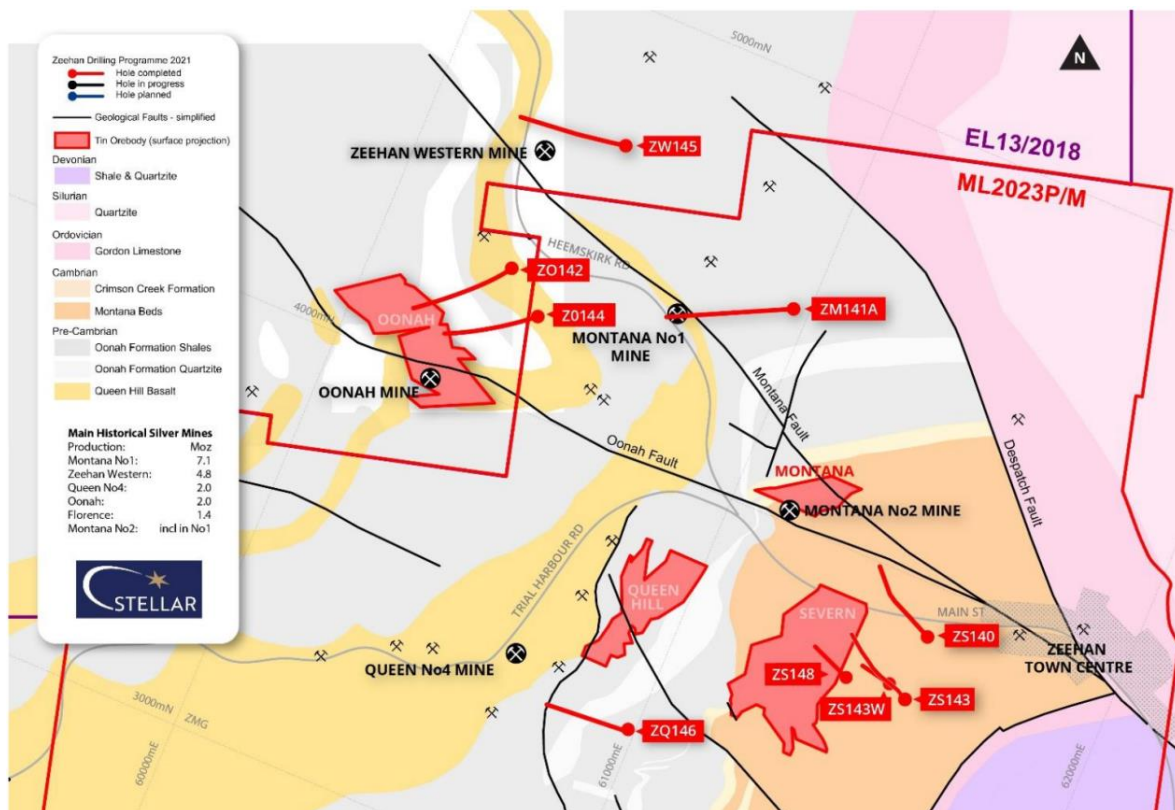 Zeehan Drilling Programme 2021
Hole completed
Hole in progress
Hole planned
Geological Faults - simplified
Tin Orebody (surface projection)
Devonian
Shale & Quartzite
Silurian
Quartzite
Ordovician
Gordon Limestone
Cambrian
Crimson Creek Formation
Montana Beds
Pre-Cambrian
Oonah Formation Shales
Oonah Formation Quartzite
Queen Hill Basalt
Main Historical Silver Mines
Production: Moz
Montana No1: 7.1
Zeehan Western: 4.8
Queen No4: 2.0
Oonah: 2.0
Florence: 1.4
Montana No2: incl in No1
STELLAR
5000mN
N
EL13/2018
ML2023P/M
ZEEHAN WESTERN MINE
ZW145
HEEMSKIRK RD
ZO142
Z0144
ZM141A
4000mN
OONAH
MONTANA No1
MINE
OONAH MINE
Montana Fault
Oonah Fault
Despatch Fault
MONTANA
MONTANA No2 MINE
TRIAL HARBOUR RD
QUEEN
HILL
SEVERN
MAIN ST
ZS140
ZEEHAN
TOWN CENTRE
QUEEN No4 MINE
ZS148
ZS143W
ZS143
ZQ146
3000mN
ZMG
60000mE
61000mE
62000mE